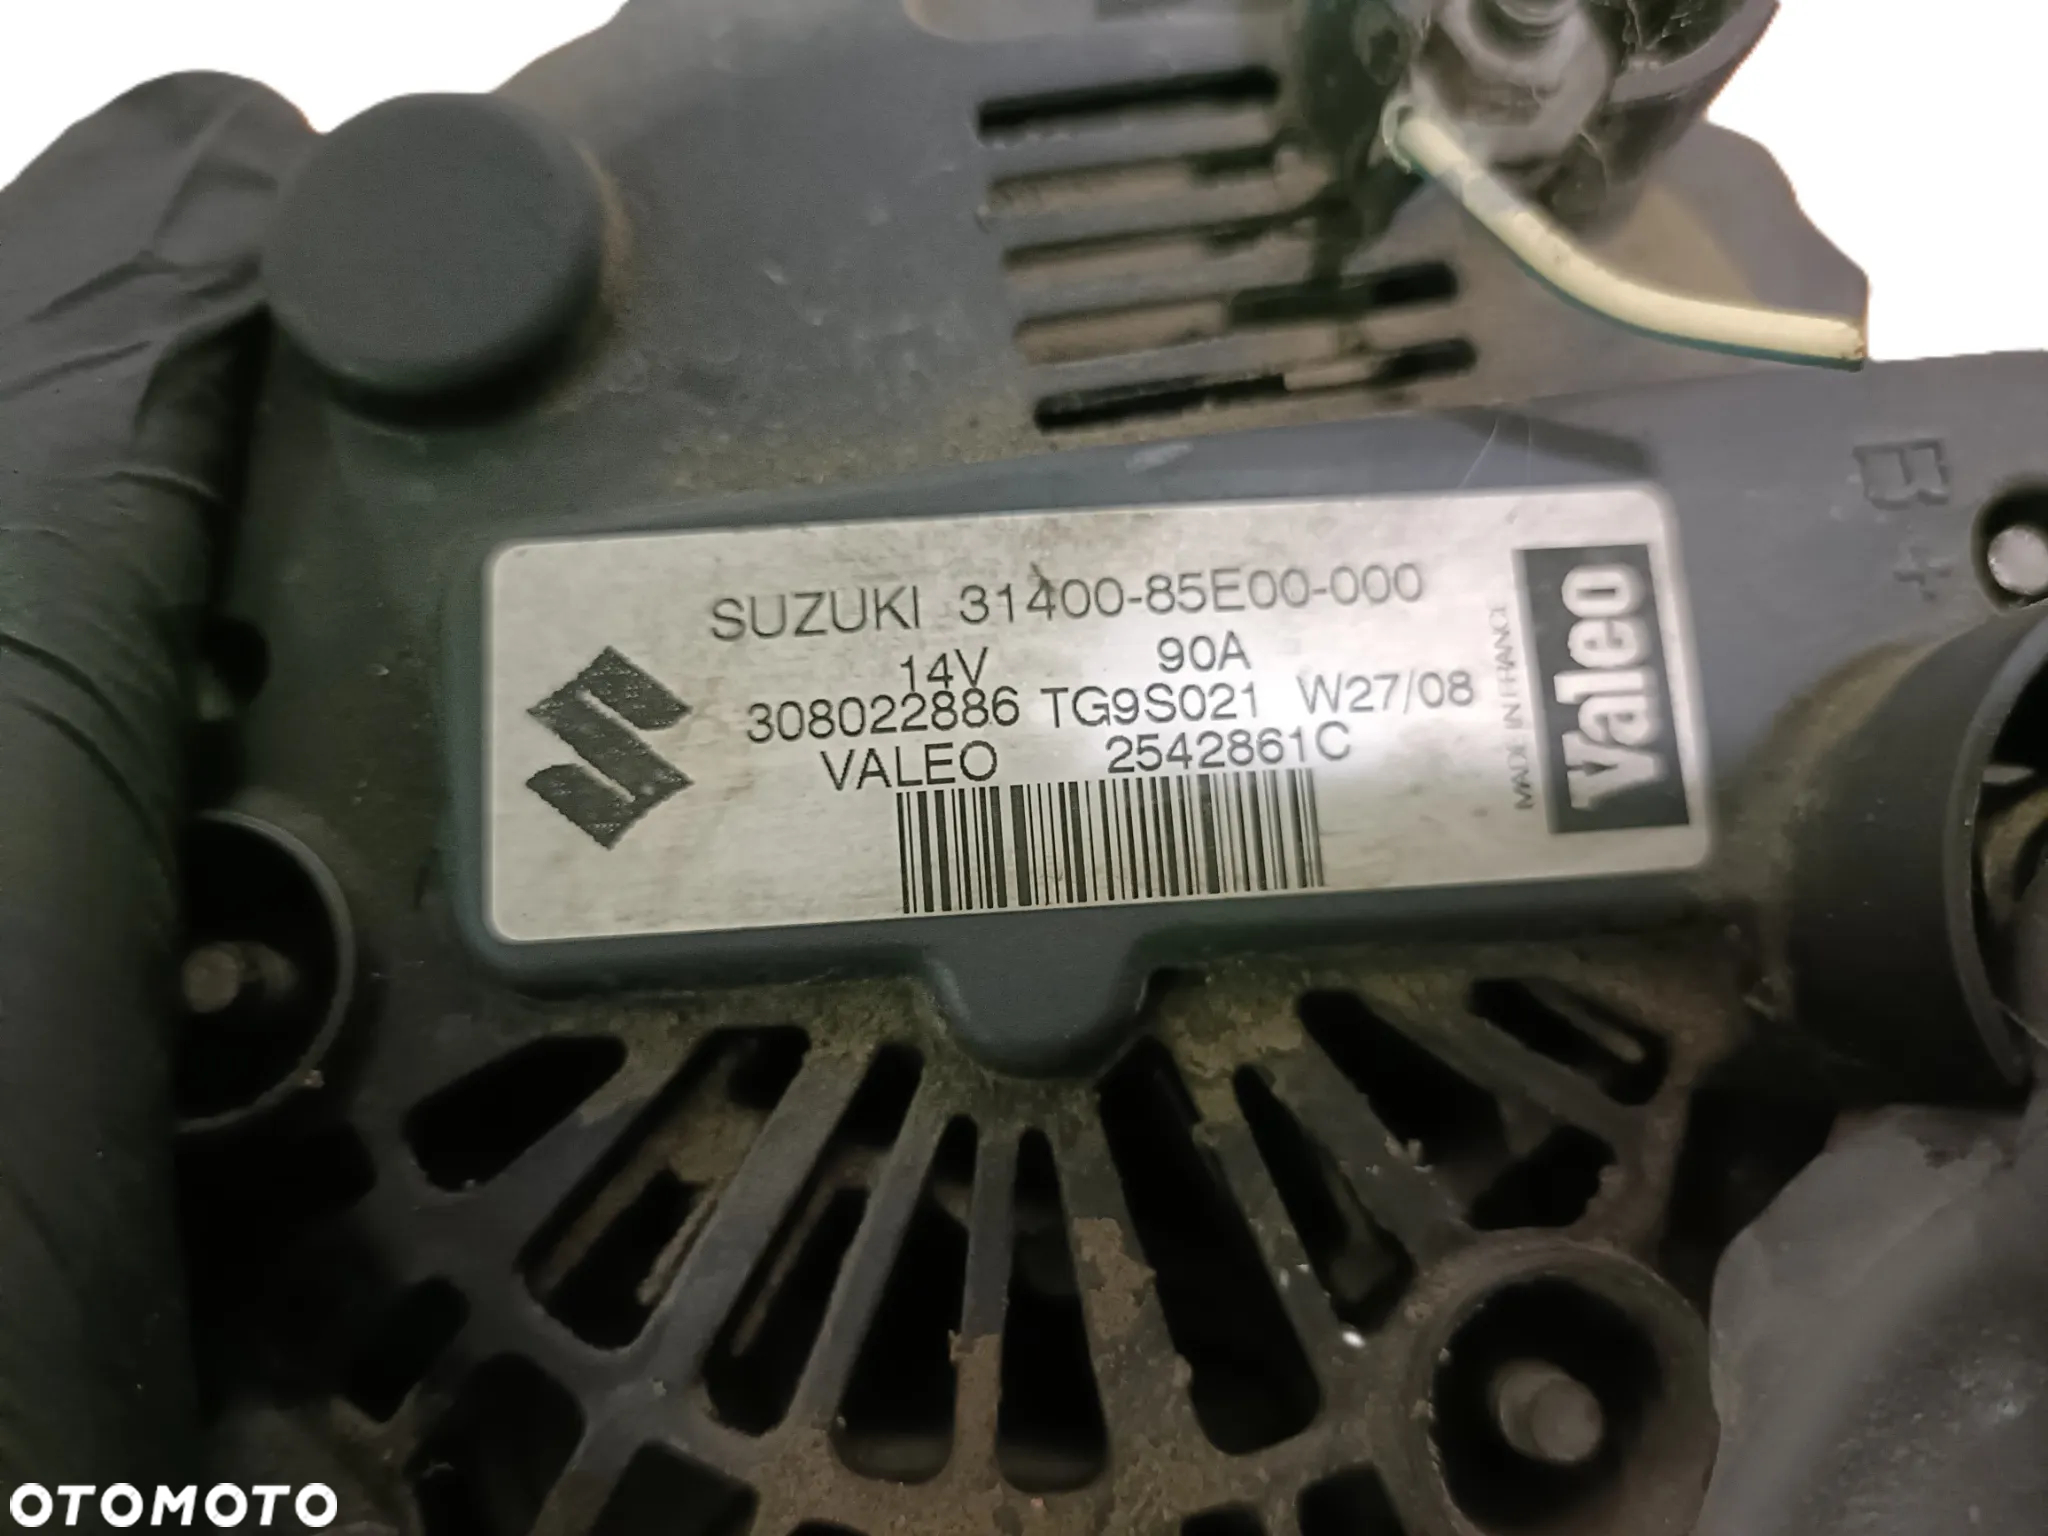 B+
SUZUKI 31400-85E00-000
14V 90A
308022886 TG9S021 W27/08
VALEO 2542861C
MADE IN FRANCE
Valeo
OTOMOTO